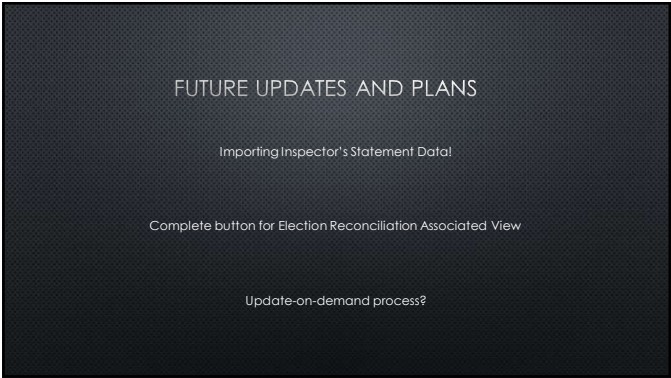 FUTURE UPDATES AND PLANS
Importing Inspector's Statement Data!
Complete button for Election Reconciliation Associated View
Update-on-demand process?